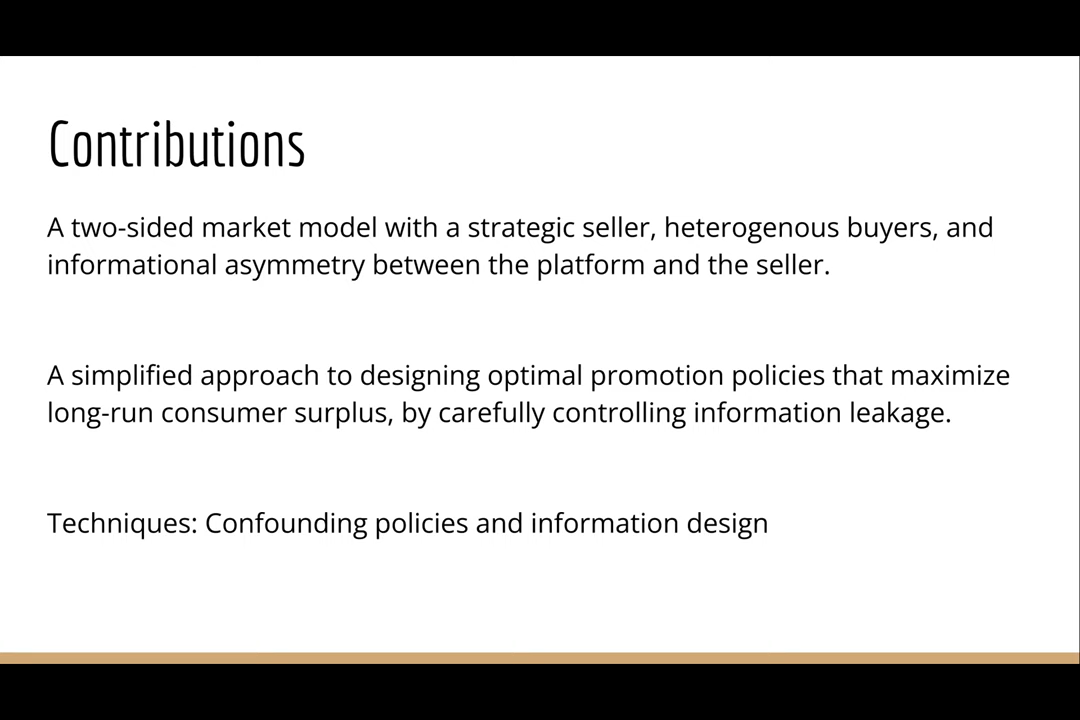 Contributions
A two-sided market model with a strategic seller, heterogenous buyers, and
informational asymmetry between the platform and the seller.
A simplified approach to designing optimal promotion policies that maximize
long-run consumer surplus, by carefully controlling information leakage.
Techniques: Confounding policies and information design